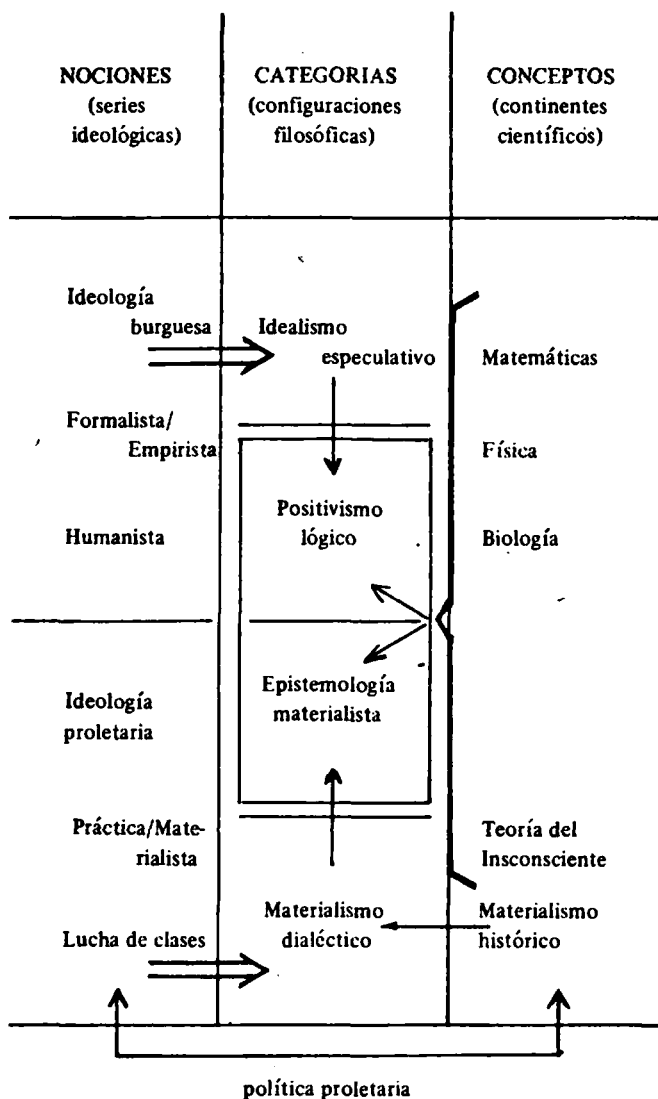 NOCIONES
(series
ideológicas)
CATEGORIAS
(configuraciones
filosóficas)
CONCEPTOS
(continentes
científicos)
Ideología
burguesa
Idealismo
especulativo
Matemáticas
Formalista/
Empirista
Física
Positivismo
lógico
Humanista
Biología
Ideología
proletaria
Epistemología
materialista
Práctica/Mate-
rialista
Teoría del
Insconsciente
Lucha de clases
Materialismo
dialéctico
Materialismo
histórico
política proletaria